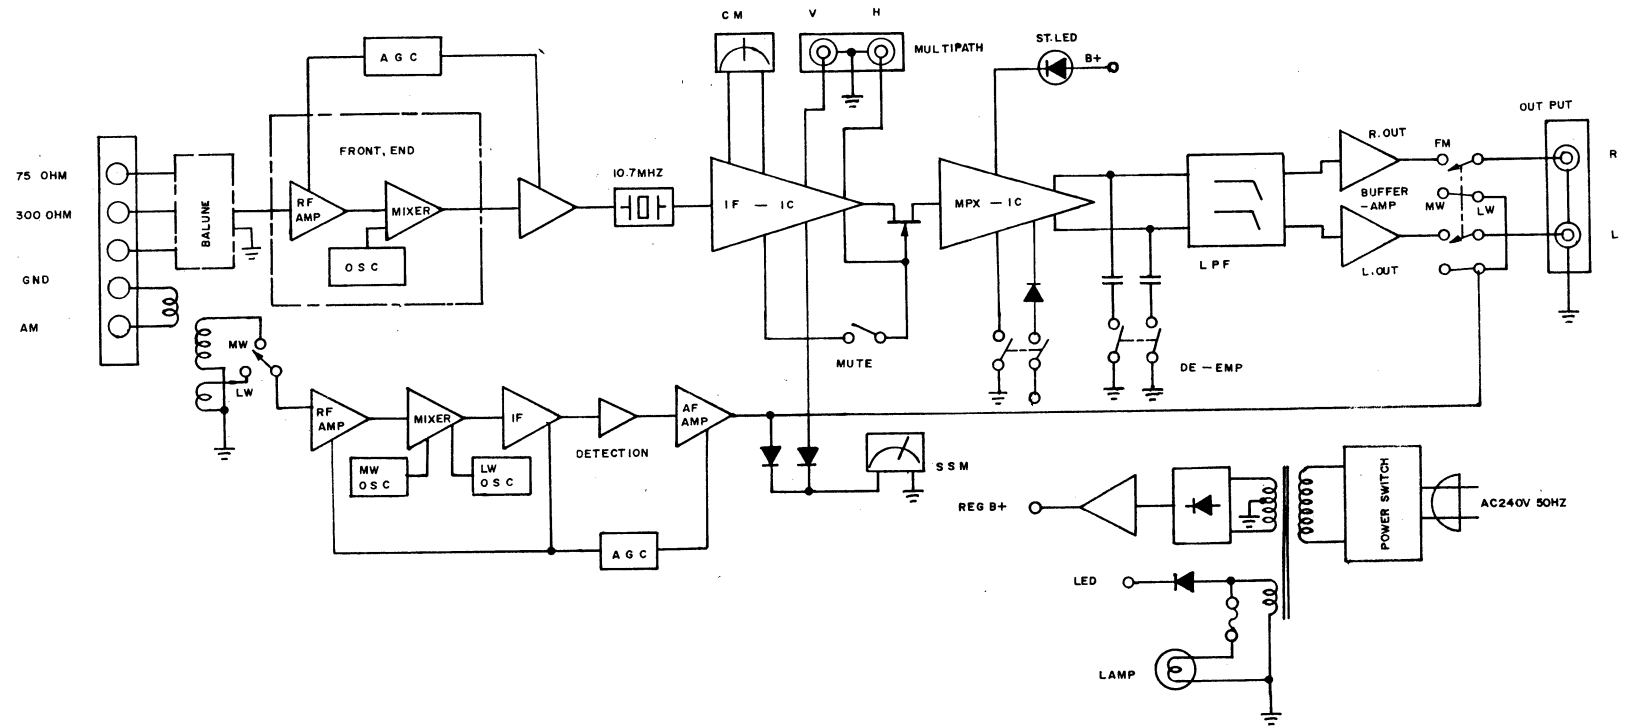 CM
V
H
MULTIPATH
ST.LED
B+
AGC
OUT PUT
FRONT, END
10.7MHZ
R.OUT
FM
R
75 OHM
300 OHM
GND
AM
BALUNE
RF
AMP
MIXER
OSC
IF — IC
MPX — IC
LPF
BUFFER
-AMP
MW
LW
L
L.OUT
MUTE
DE — EMP
MW
LW
RF
AMP
MIXER
IF
AF
AMP
DETECTION
MW
OSC
LW
OSC
SSM
AGC
REG B+
POWER SWITCH
AC240V 50HZ
LED
LAMP